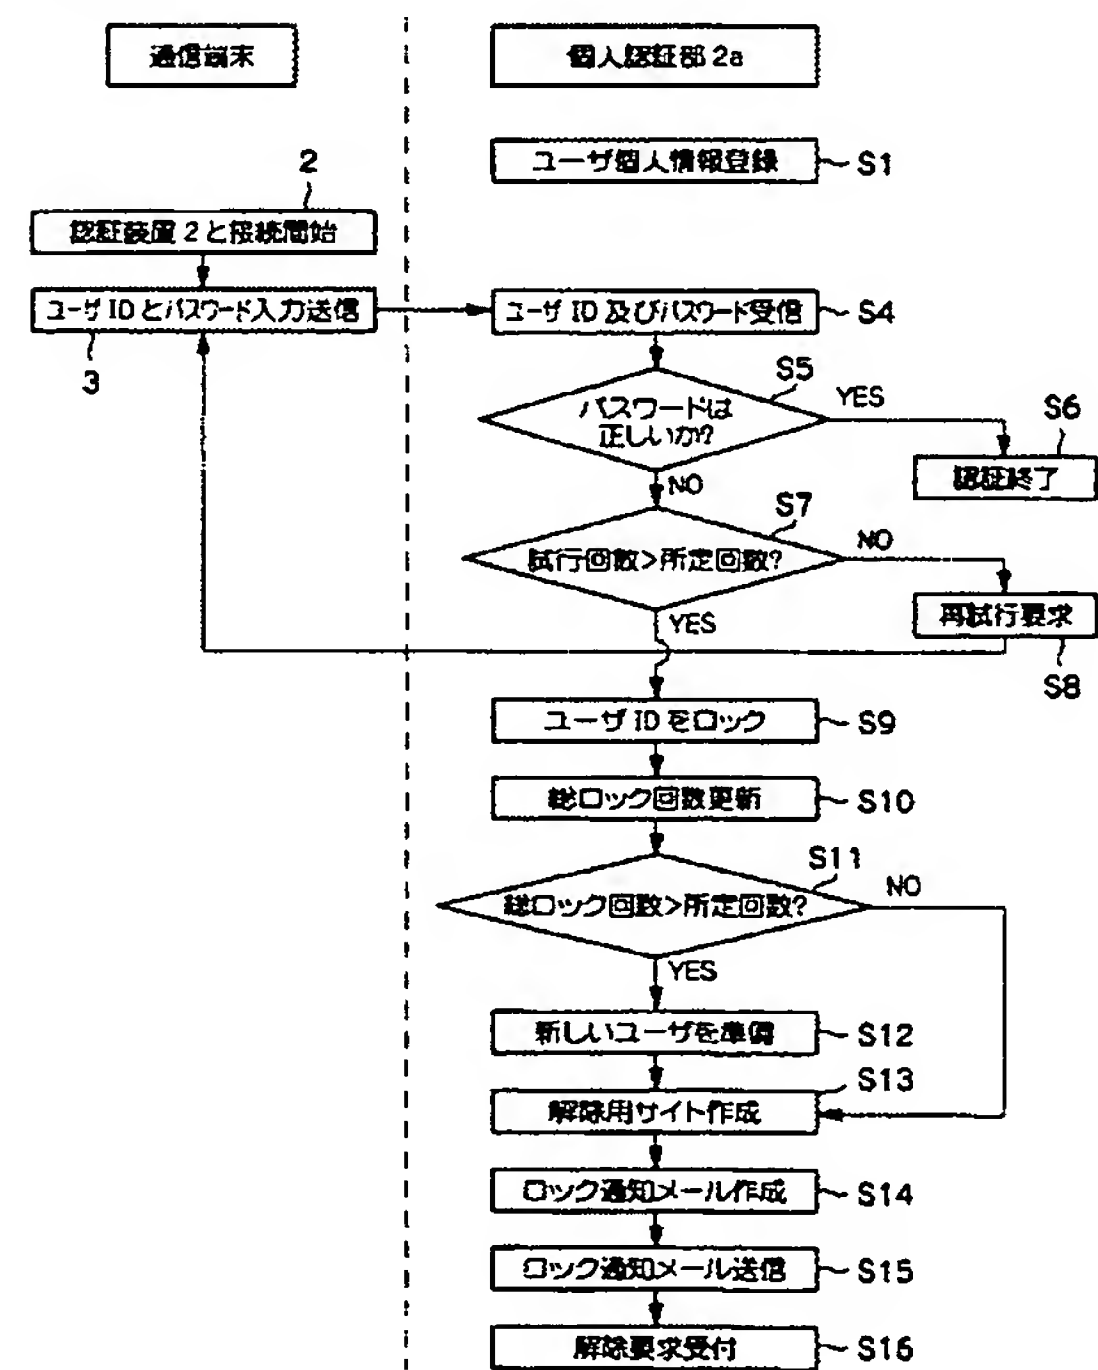 通信端末
個人認証部2a
ユーザ個人情報登録
S1
2
認証装置2と接続開始
ユーザIDとパスワード入力送信
3
ユーザID及びパスワード受信
S4
パスワードは
正しいか?
S5
YES
S6
認証終了
NO
S7
試行回数>所定回数?
NO
YES
再試行要求
S8
ユーザIDをロック
S9
総ロック回数更新
S10
S11
総ロック回数>所定回数?
NO
YES
新しいユーザを準備
S12
S13
解除用サイト作成
ロック通知メール作成
S14
ロック通知メール送信
S15
解除要求受付
S16